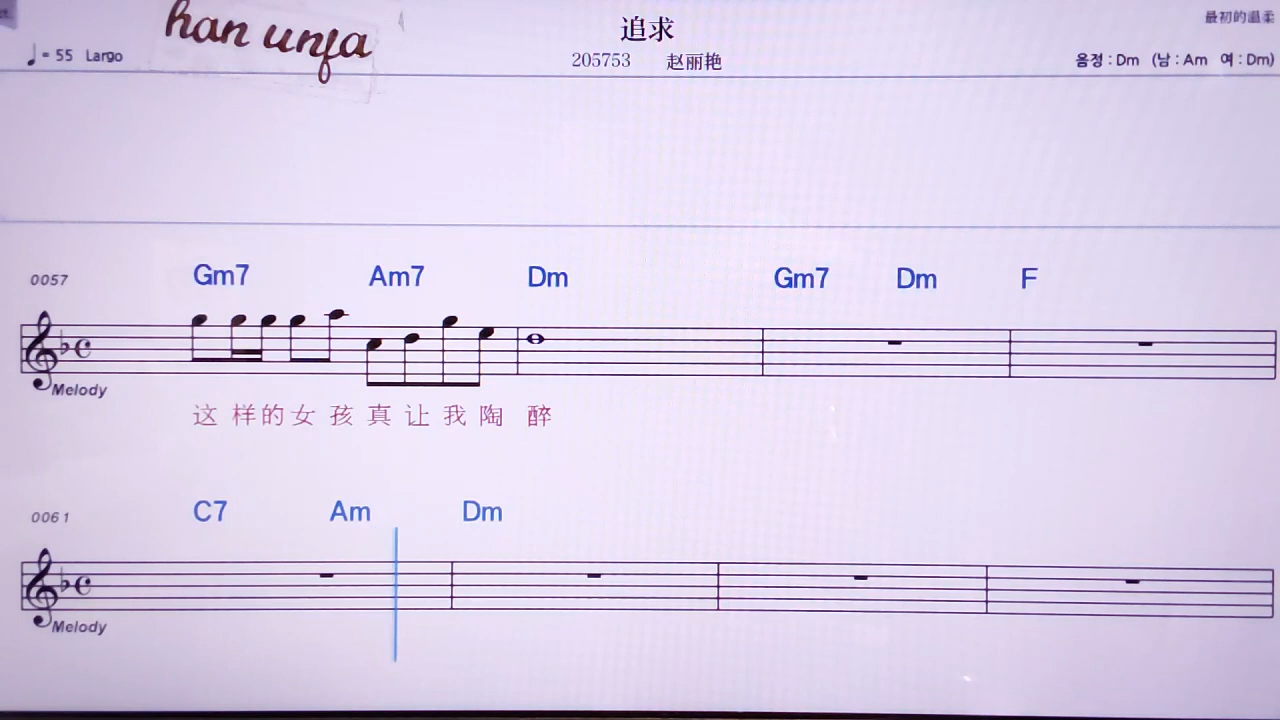 han unfa
追求
最初的温柔
♩= 55 Largo
205753 赵丽艳
음정 : Dm (남 : Am 여 : Dm)
0057 Gm7 Am7 Dm Gm7 Dm F
Melody
这样的女孩真让我陶醉
0061 C7 Am Dm
Melody